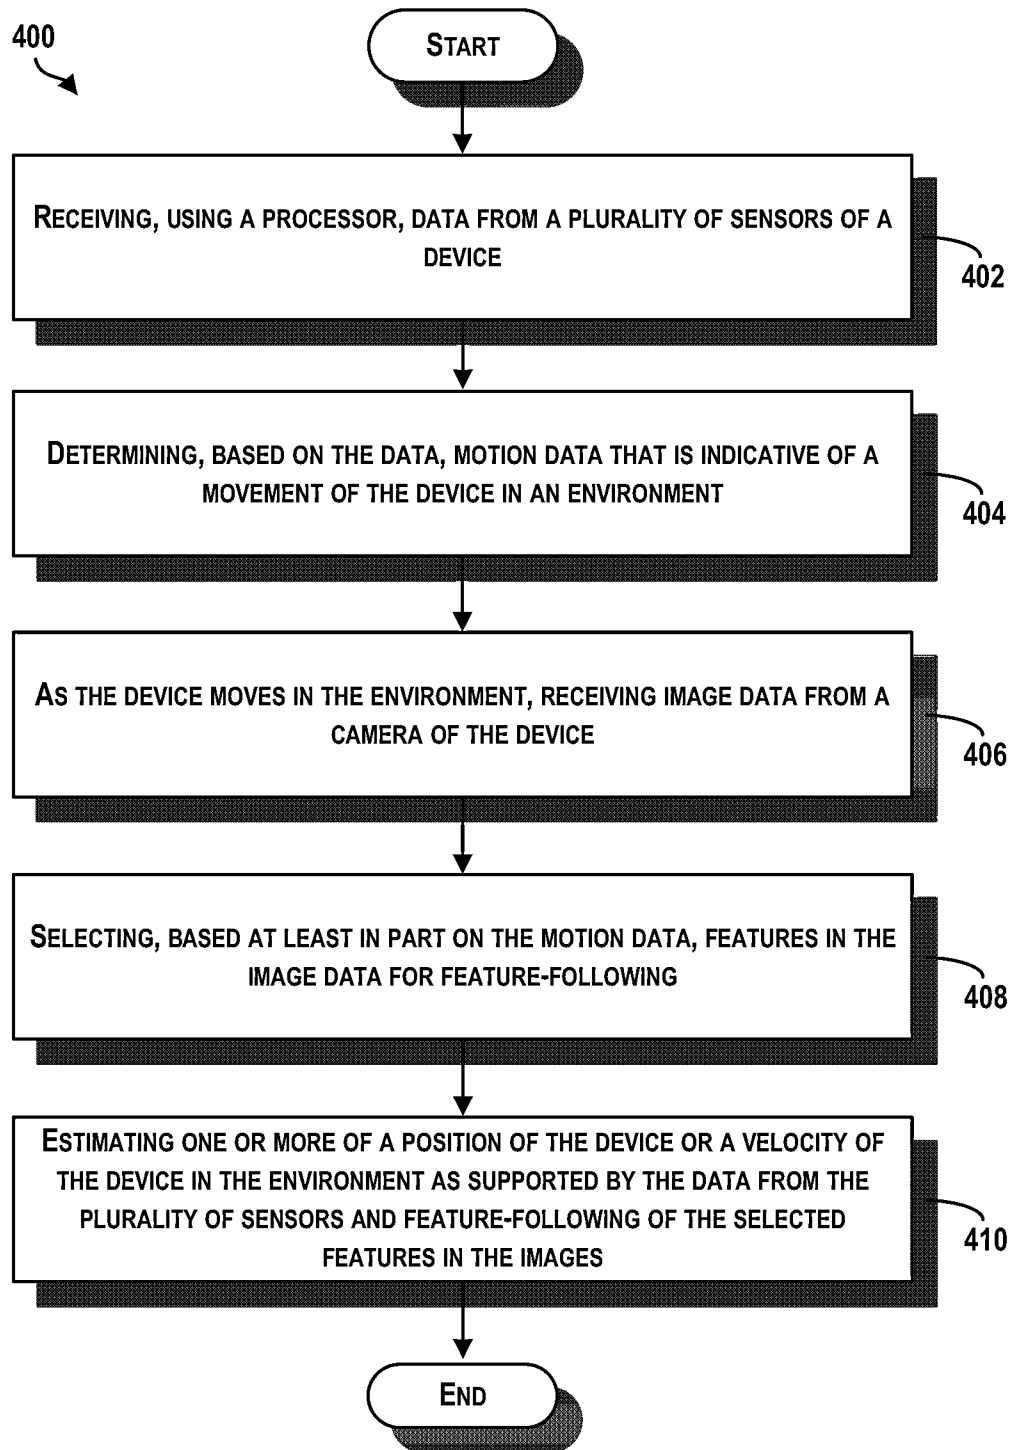 400
START
RECEIVING, USING A PROCESSOR, DATA FROM A PLURALITY OF SENSORS OF A
DEVICE
402
DETERMINING, BASED ON THE DATA, MOTION DATA THAT IS INDICATIVE OF A
MOVEMENT OF THE DEVICE IN AN ENVIRONMENT
404
AS THE DEVICE MOVES IN THE ENVIRONMENT, RECEIVING IMAGE DATA FROM A
CAMERA OF THE DEVICE
406
SELECTING, BASED AT LEAST IN PART ON THE MOTION DATA, FEATURES IN THE
IMAGE DATA FOR FEATURE-FOLLOWING
408
ESTIMATING ONE OR MORE OF A POSITION OF THE DEVICE OR A VELOCITY OF
THE DEVICE IN THE ENVIRONMENT AS SUPPORTED BY THE DATA FROM THE
PLURALITY OF SENSORS AND FEATURE-FOLLOWING OF THE SELECTED
FEATURES IN THE IMAGES
410
END